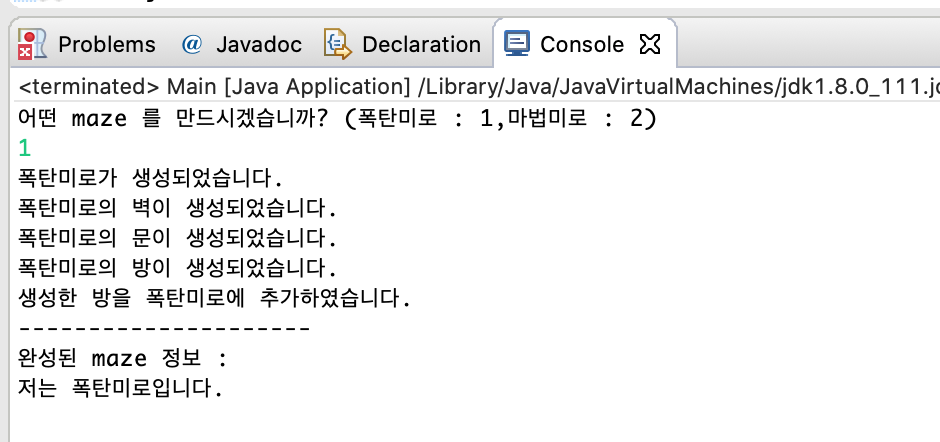 Problems @ Javadoc Declaration Console
<terminated> Main [Java Application] /Library/Java/JavaVirtualMachines/jdk1.8.0_111.j
어떤 maze 를 만드시겠습니까? (폭탄미로 : 1,마법미로 : 2)
1
폭탄미로가 생성되었습니다.
폭탄미로의 벽이 생성되었습니다.
폭탄미로의 문이 생성되었습니다.
폭탄미로의 방이 생성되었습니다.
생성한 방을 폭탄미로에 추가하였습니다.
---------------------
완성된 maze 정보 :
저는 폭탄미로입니다.